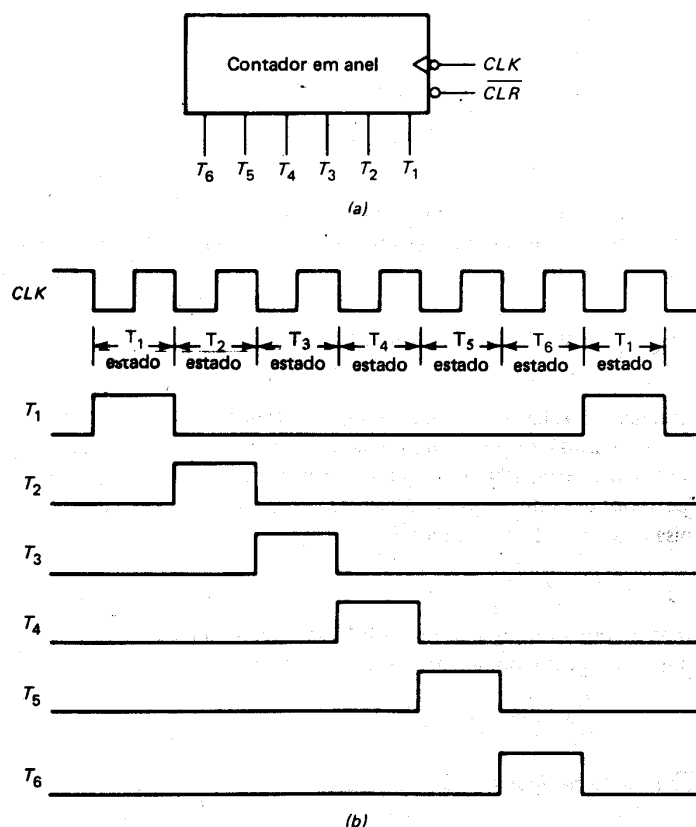 Contador em anel
CLK
CLR
T6 T5 T4 T3 T2 T1
(a)
CLK
T1 estado
T2 estado
T3 estado
T4 estado
T5 estado
T6 estado
T1 estado
T1
T2
T3
T4
T5
T6
(b)